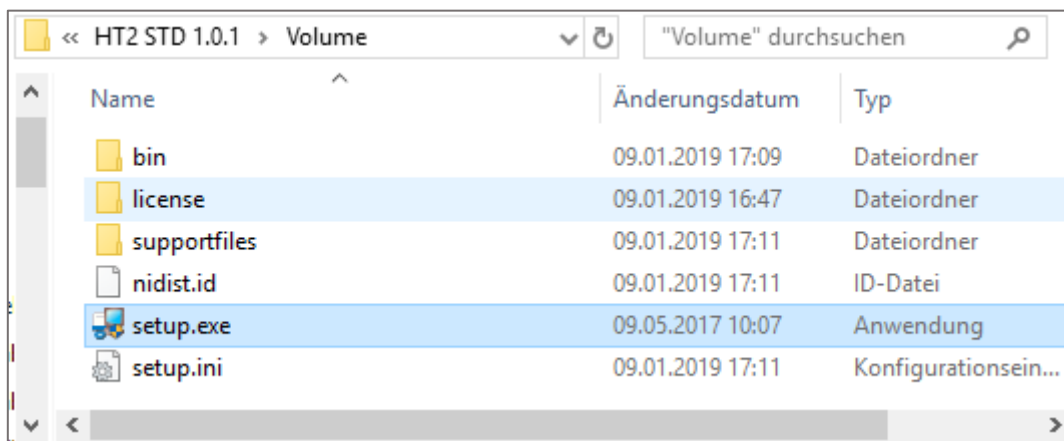 « HT2 STD 1.0.1 > Volume "Volume" durchsuchen
Name Änderungsdatum Typ
bin 09.01.2019 17:09 Dateiordner
license 09.01.2019 16:47 Dateiordner
supportfiles 09.01.2019 17:11 Dateiordner
nidist.id 09.01.2019 17:11 ID-Datei
setup.exe 09.05.2017 10:07 Anwendung
setup.ini 09.01.2019 17:11 Konfigurationsein...